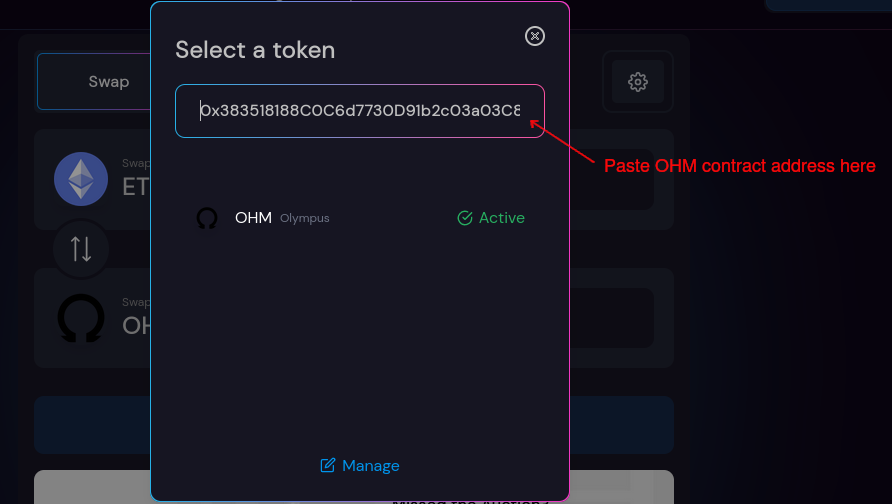 Select a token
Swap
0x383518188C0C6d7730D91b2c03a03C8
Paste OHM contract address here
Swap
ET
OHM Olympus Active
Swap
OH
Manage